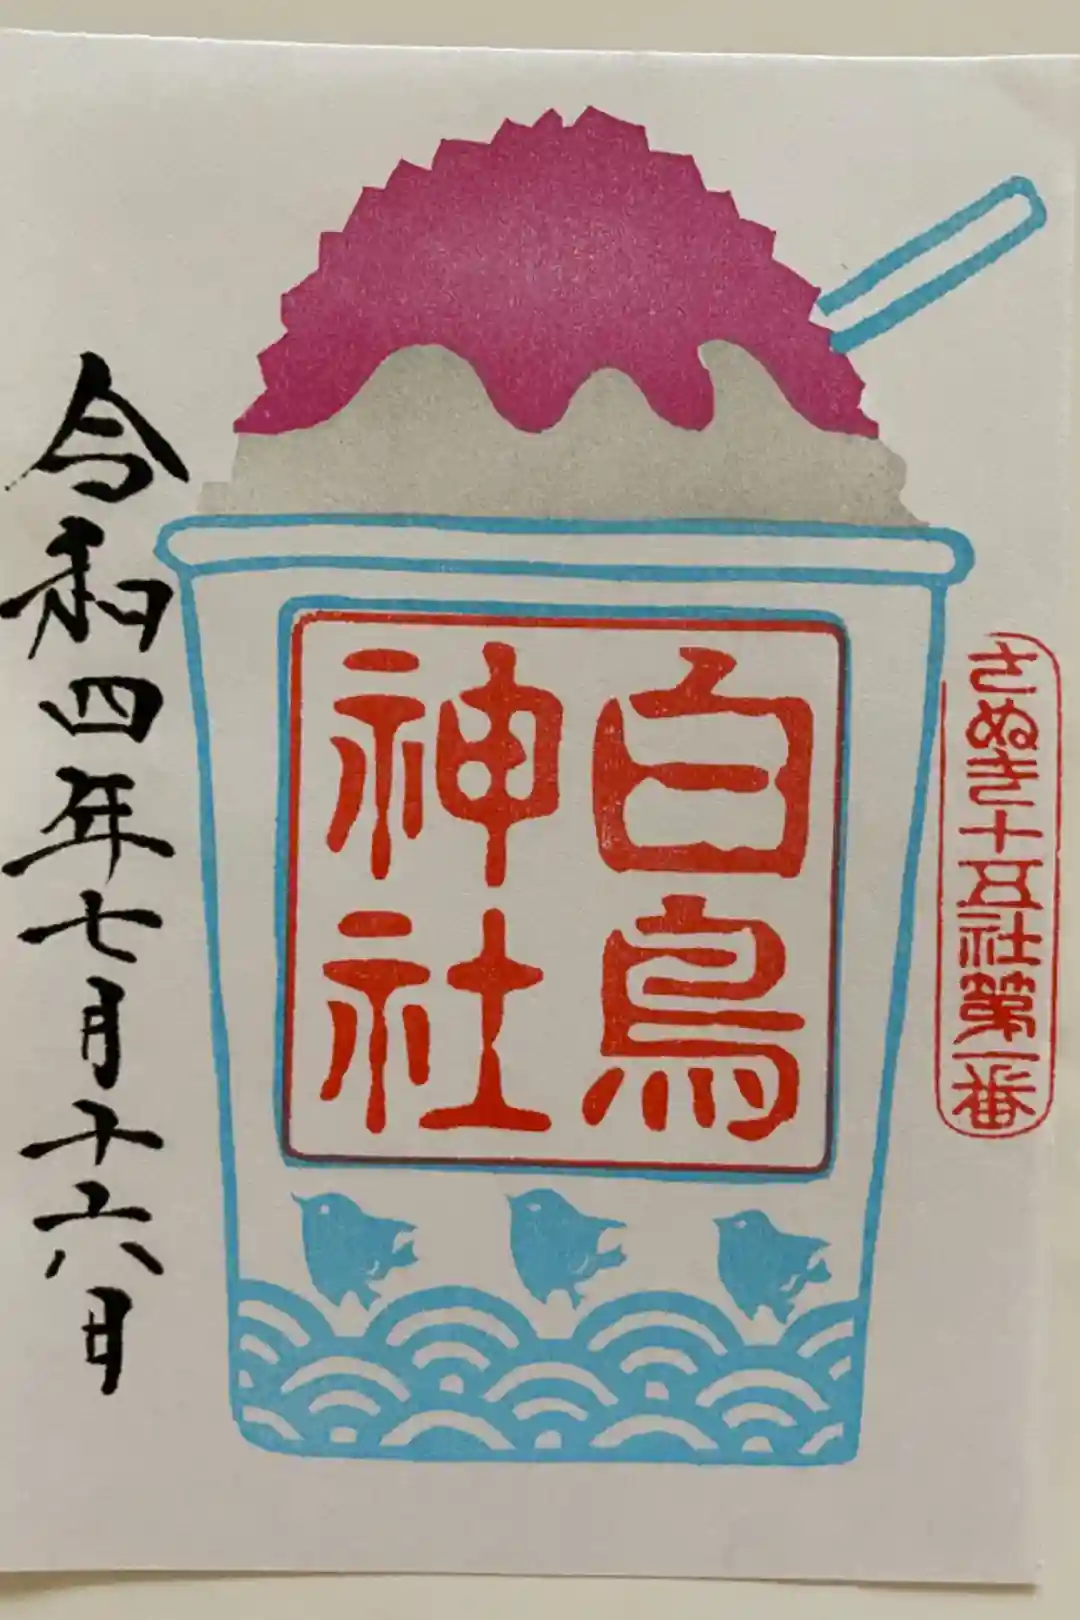 さぬき十五社第一番
白鳥
神社
令和四年七月十六日